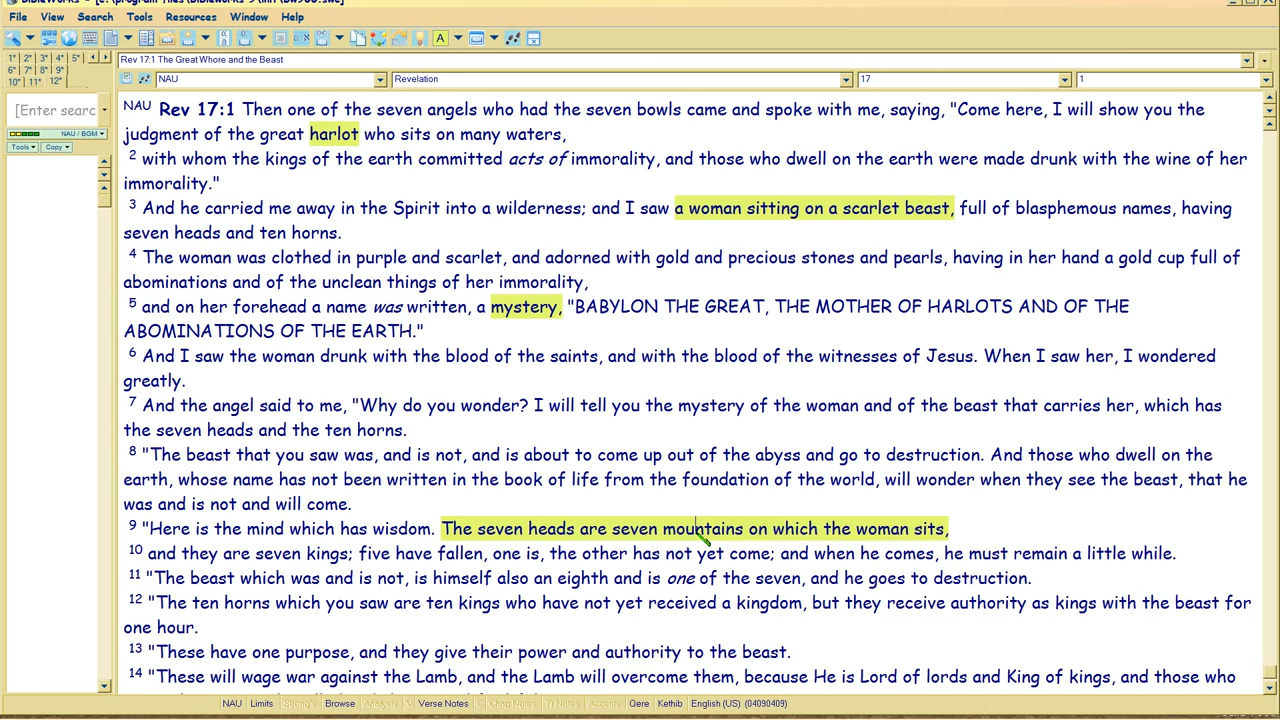 File View Search Tools Resources Window Help
1* 2* 3* 4* 5*
6* 7* 8* 9*
10* 11* 12*
Rev 17:1 The Great Whore and the Beast
NAU Revelation 17 1
[Enter searc
NAU / BGM
Tools Copy
NAU Rev 17:1 Then one of the seven angels who had the seven bowls came and spoke with me, saying, "Come here, I will show you the
judgment of the great harlot who sits on many waters,
2 with whom the kings of the earth committed acts of immorality, and those who dwell on the earth were made drunk with the wine of her
immorality."
3 And he carried me away in the Spirit into a wilderness; and I saw a woman sitting on a scarlet beast, full of blasphemous names, having
seven heads and ten horns.
4 The woman was clothed in purple and scarlet, and adorned with gold and precious stones and pearls, having in her hand a gold cup full of
abominations and of the unclean things of her immorality,
5 and on her forehead a name was written, a mystery, "BABYLON THE GREAT, THE MOTHER OF HARLOTS AND OF THE
ABOMINATIONS OF THE EARTH."
6 And I saw the woman drunk with the blood of the saints, and with the blood of the witnesses of Jesus. When I saw her, I wondered
greatly.
7 And the angel said to me, "Why do you wonder? I will tell you the mystery of the woman and of the beast that carries her, which has
the seven heads and the ten horns.
8 "The beast that you saw was, and is not, and is about to come up out of the abyss and go to destruction. And those who dwell on the
earth, whose name has not been written in the book of life from the foundation of the world, will wonder when they see the beast, that he
was and is not and will come.
9 "Here is the mind which has wisdom. The seven heads are seven mountains on which the woman sits,
10 and they are seven kings; five have fallen, one is, the other has not yet come; and when he comes, he must remain a little while.
11 "The beast which was and is not, is himself also an eighth and is one of the seven, and he goes to destruction.
12 "The ten horns which you saw are ten kings who have not yet received a kingdom, but they receive authority as kings with the beast for
one hour.
13 "These have one purpose, and they give their power and authority to the beast.
14 "These will wage war against the Lamb, and the Lamb will overcome them, because He is Lord of lords and King of kings, and those who
NAU Limits Strong's Browse Analysis V Verse Notes C Chap Notes Accents Qere Kethib English (US) (04090409)